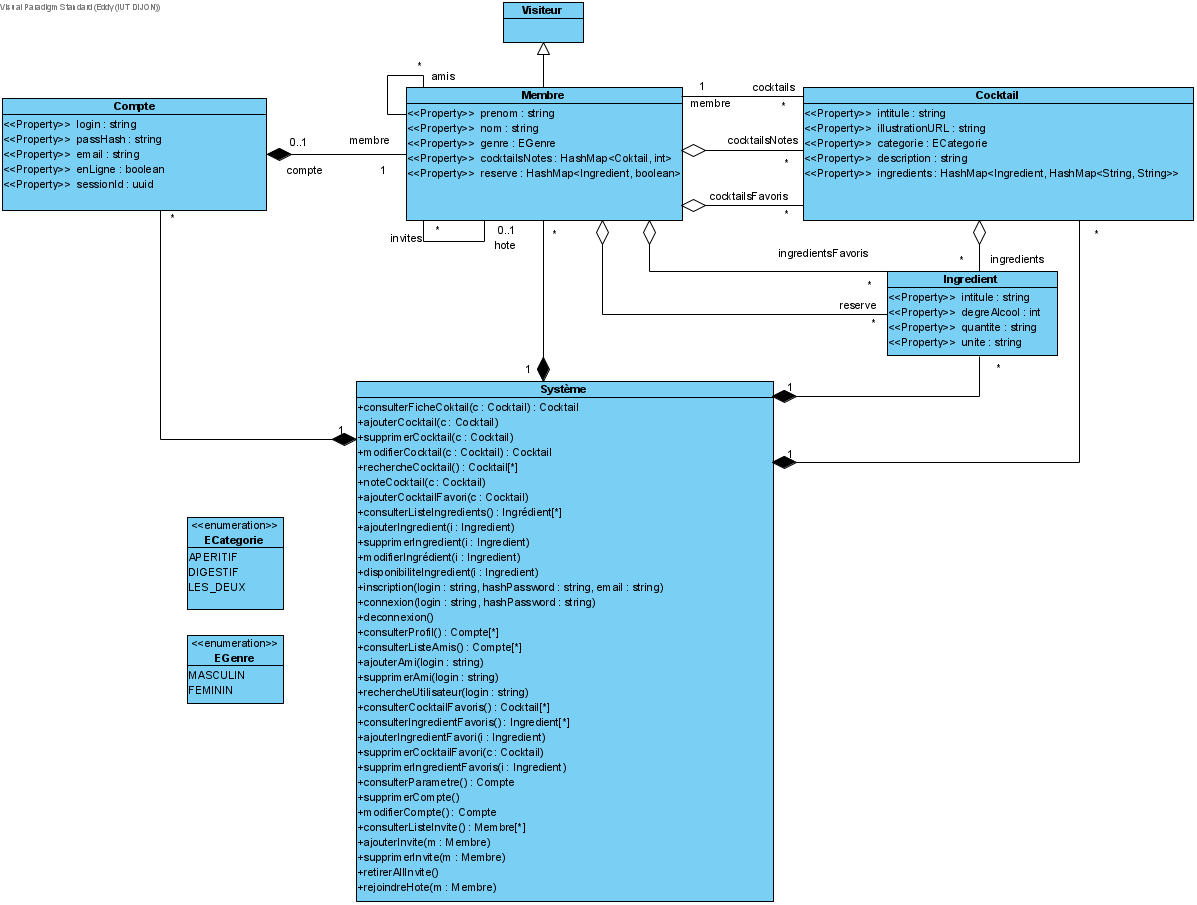 Visual Paradigm Standard (Eddy (IUT DIJON))
Visiteur
*
amis
Membre
<<Property>> prenom : string
<<Property>> nom : string
<<Property>> genre : EGenre
<<Property>> cocktailsNotes : HashMap<Coktail, int>
<<Property>> reserve : HashMap<Ingredient, boolean>
1
cocktails
membre
*
cocktailsNotes
*
cocktailsFavoris
*
Cocktail
<<Property>> intitule : string
<<Property>> illustrationURL : string
<<Property>> categorie : ECategorie
<<Property>> description : string
<<Property>> ingredients : HashMap<Ingredient, HashMap<String, String>>
Compte
<<Property>> login : string
<<Property>> passHash : string
<<Property>> email : string
<<Property>> enLigne : boolean
<<Property>> sessionId : uuid
0..1
membre
compte
1
*
invites
*
0..1
hote
*
*
ingredientsFavoris
*
ingredients
*
reserve
*
Ingredient
<<Property>> intitule : string
<<Property>> degreAlcool : int
<<Property>> quantite : string
<<Property>> unite : string
*
1
1
1
1
Système
+consulterFicheCoktail(c : Cocktail) : Cocktail
+ajouterCocktail(c : Cocktail)
+supprimerCocktail(c : Cocktail)
+modifierCocktail(c : Cocktail) : Cocktail
+rechercheCocktail() : Cocktail[*]
+noteCocktail(c : Cocktail)
+ajouterCocktailFavori(c : Cocktail)
+consulterListeIngredients() : Ingrédient[*]
+ajouterIngredient(i : Ingredient)
+supprimerIngredient(i : Ingredient)
+modifierIngrédient(i : Ingredient)
+disponibiliteIngredient(i : Ingredient)
+inscription(login : string, hashPassword : string, email : string)
+connexion(login : string, hashPassword : string)
+deconnexion()
+consulterProfil() : Compte[*]
+consulterListeAmis() : Compte[*]
+ajouterAmi(login : string)
+supprimerAmi(login : string)
+rechercheUtilisateur(login : string)
+consulterCocktailFavoris() : Cocktail[*]
+consulterIngredientFavoris() : Ingredient[*]
+ajouterIngredientFavori(i : Ingredient)
+supprimerCocktailFavori(c : Cocktail)
+supprimerIngredientFavoris(i : Ingredient)
+consulterParametre() : Compte
+supprimerCompte()
+modifierCompte() : Compte
+consulterListeInvite() : Membre[*]
+ajouterInvite(m : Membre)
+supprimerInvite(m : Membre)
+retirerAllInvite()
+rejoindreHote(m : Membre)
<<enumeration>>
ECategorie
APERITIF
DIGESTIF
LES_DEUX
<<enumeration>>
EGenre
MASCULIN
FEMININ